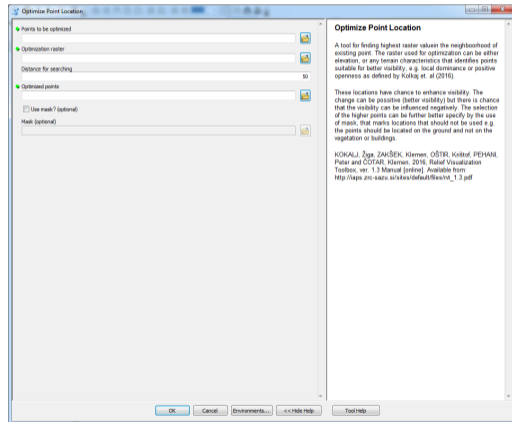 Optimize Point Location
Points to be optimized
Optimization raster
Distance for searching
50
Optimized points
Use mask? (optional)
Mask (optional)
Optimize Point Location
A tool for finding highest raster valuein the neighbourhood of
existing point. The raster used for optimization can be either
elevation, or any terrain characteristics that identifies points
suitable for better visibility, e.g. local dominance or positive
openness as defined by Kolkaj et. al (2016).
These locations have chance to enhance visibility. The
change can be possitive (better visibility) but there is chance
that the visibility can be influenced negatively. The selection
of the higher points can be further better specify by the use
of mask, that marks locations that should not be used e.g.
the points should be located on the ground and not on the
vegetation or buildings.
KOKALJ, Žiga, ZAKŠEK, Klemen, OŠTIR, Krištof, PEHANI,
Peter and ČOTAR, Klemen, 2016, Relief Visualization
Toolbox, ver. 1.3 Manual [online]. Available from:
http://iaps.zrc-sazu.si/sites/default/files/rvt_1.3.pdf
OK
Cancel
Environments...
<< Hide Help
Tool Help